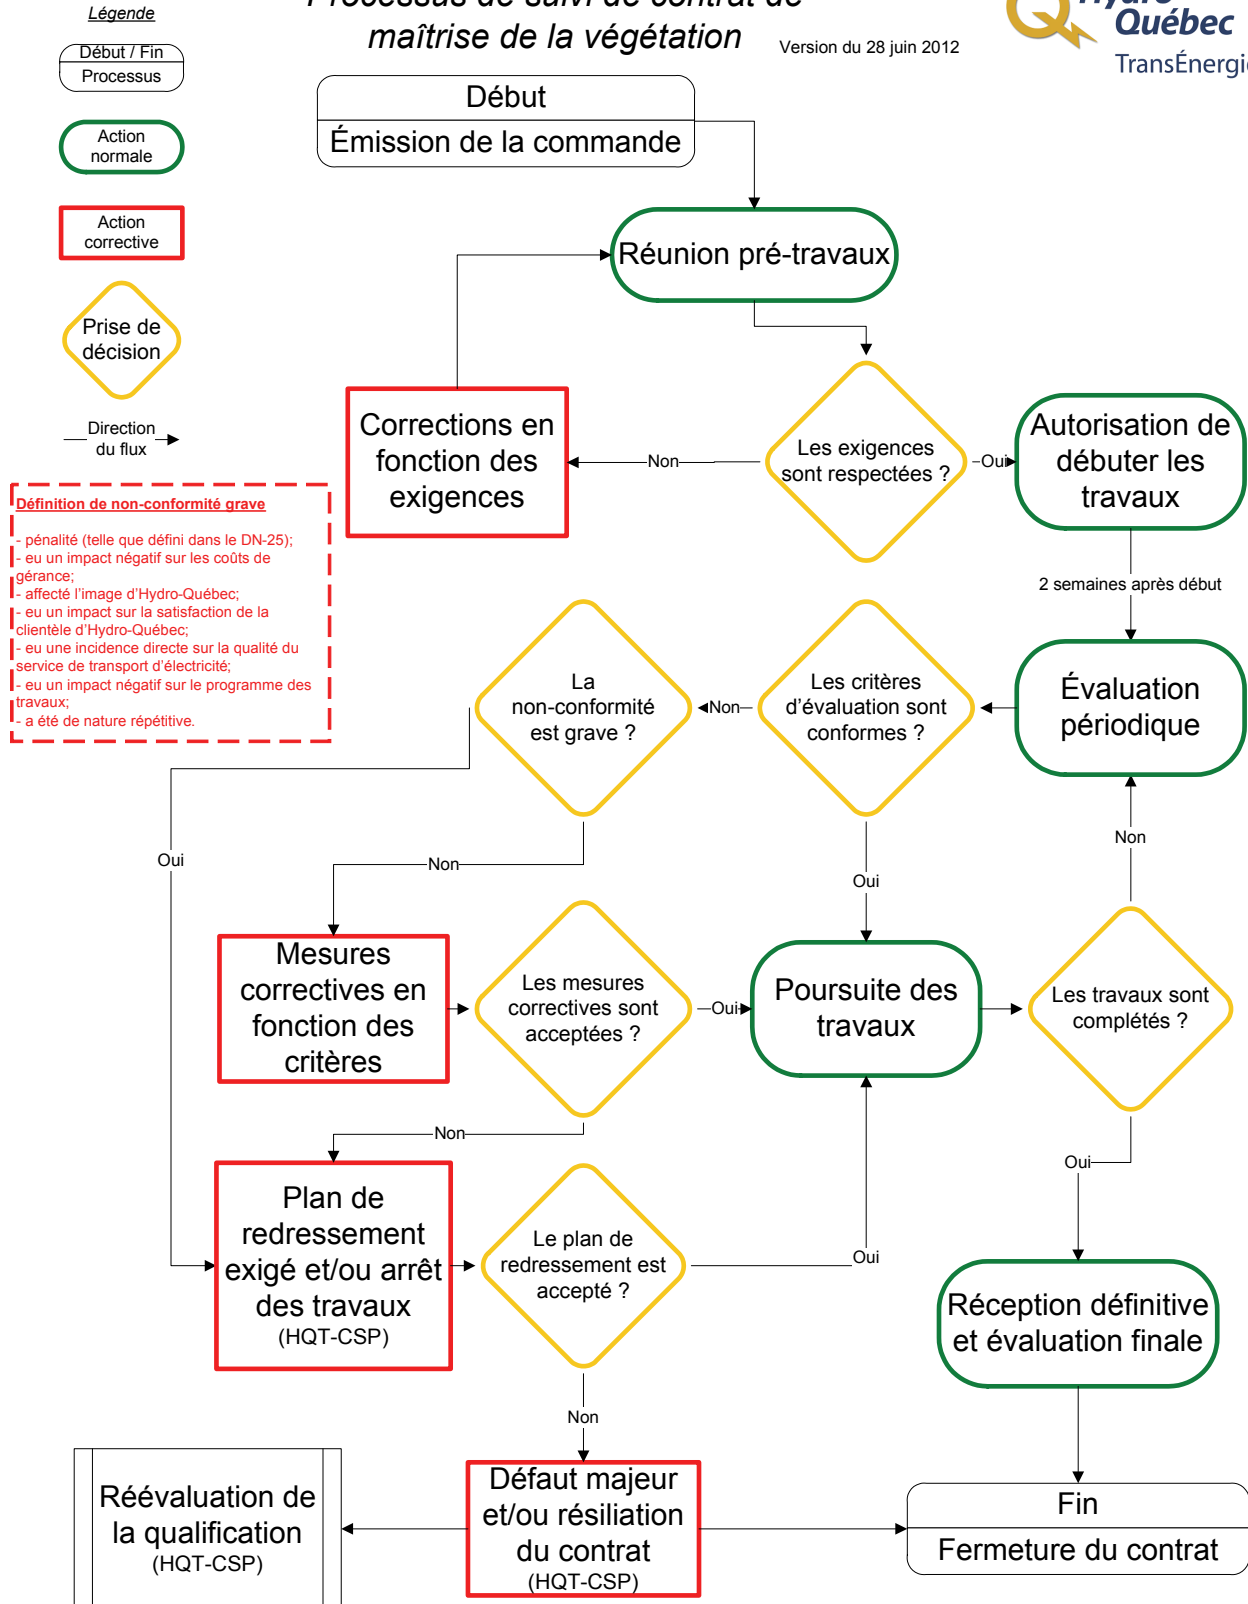 Légende
Début / Fin
Processus
Action
normale
Action
corrective
Prise de
décision
Direction
du flux
Définition de non-conformité grave
- pénalité (telle que défini dans le DN-25);
- eu un impact négatif sur les coûts de
gérance;
- affecté l'image d'Hydro-Québec;
- eu un impact sur la satisfaction de la
clientèle d'Hydro-Québec;
- eu une incidence directe sur la qualité du
service de transport d'électricité;
- eu un impact négatif sur le programme des
travaux;
- a été de nature répétitive.
Processus de suivi de contrat de
maîtrise de la végétation
Version du 28 juin 2012
Hydro
Québec
TransÉnergie
Début
Émission de la commande
Réunion pré-travaux
Corrections en
fonction des
exigences
Non
Les exigences
sont respectées ?
Oui
Autorisation de
débuter les
travaux
2 semaines après début
La
non-conformité
est grave ?
Non
Les critères
d'évaluation sont
conformes ?
Évaluation
périodique
Oui
Non
Oui
Non
Mesures
correctives en
fonction des
critères
Les mesures
correctives sont
acceptées ?
Oui
Poursuite des
travaux
Les travaux sont
complétés ?
Non
Oui
Plan de
redressement
exigé et/ou arrêt
des travaux
(HQT-CSP)
Le plan de
redressement est
accepté ?
Oui
Réception définitive
et évaluation finale
Non
Réévaluation de
la qualification
(HQT-CSP)
Défaut majeur
et/ou résiliation
du contrat
(HQT-CSP)
Fin
Fermeture du contrat